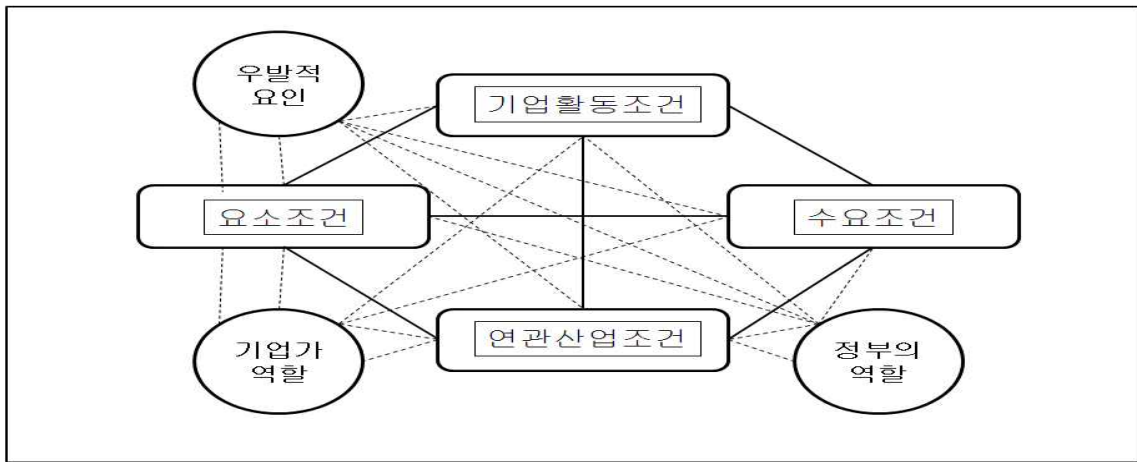 우발적
요인
기업활동조건
요소조건
수요조건
연관산업조건
기업가
역할
정부의
역할